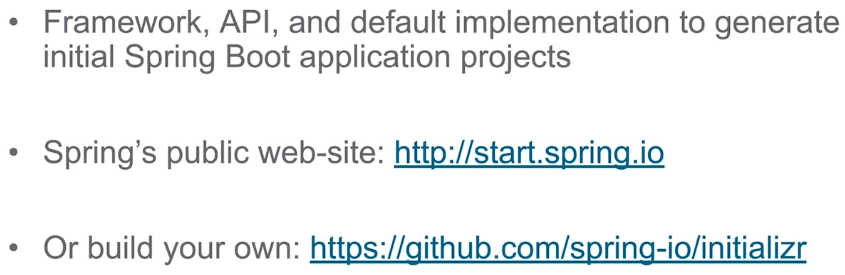 • Framework, API, and default implementation to generate
initial Spring Boot application projects
• Spring’s public web-site: http://start.spring.io
• Or build your own: https://github.com/spring-io/initializr